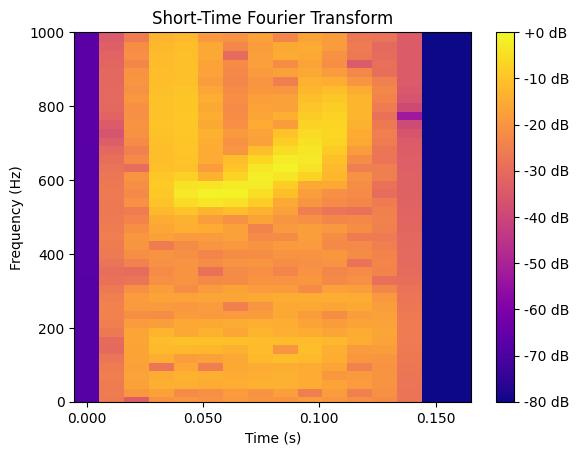 Short-Time Fourier Transform
1000
800
600
400
200
0
Frequency (Hz)
0.000
0.050
0.100
0.150
Time (s)
+0 dB
-10 dB
-20 dB
-30 dB
-40 dB
-50 dB
-60 dB
-70 dB
-80 dB